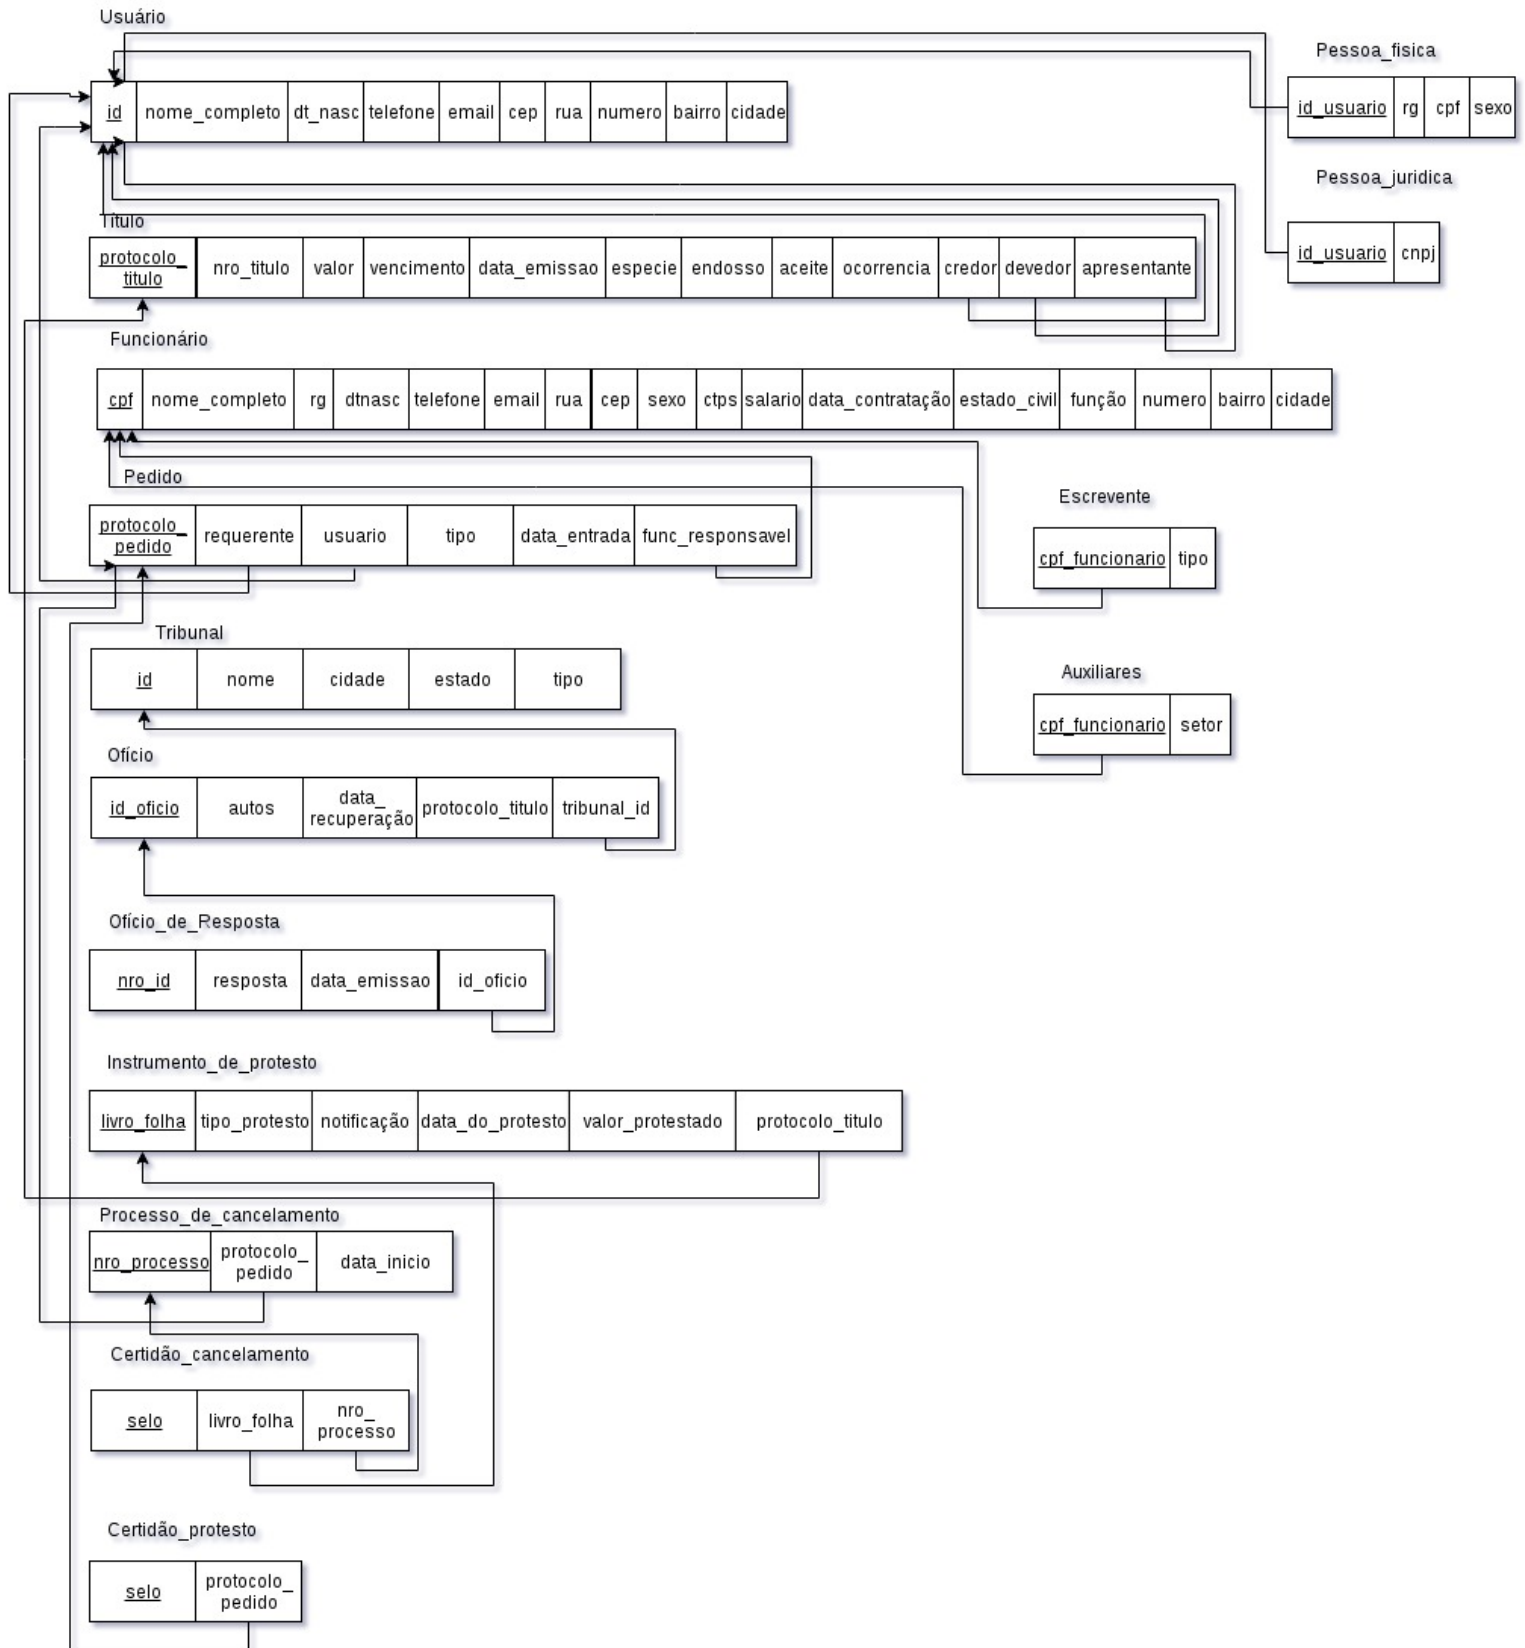 Usuário
id nome_completo dt_nasc telefone email cep rua numero bairro cidade
Pessoa_fisica
id_usuario rg cpf sexo
Pessoa_juridica
id_usuario cnpj
Título
protocolo_
titulo
nro_titulo valor vencimento data_emissao especie endosso aceite ocorrencia credor devedor apresentante
Funcionário
cpf nome_completo rg dtnasc telefone email rua cep sexo ctps salario data_contratação estado_civil função numero bairro cidade
Pedido
protocolo_
pedido
requerente usuario tipo data_entrada func_responsavel
Escrevente
cpf_funcionario tipo
Tribunal
id nome cidade estado tipo
Auxiliares
cpf_funcionario setor
Ofício
id_oficio autos
data_
recuperação
protocolo_titulo tribunal_id
Ofício_de_Resposta
nro_id resposta data_emissao id_oficio
Instrumento_de_protesto
livro_folha tipo_protesto notificação data_do_protesto valor_protestado protocolo_titulo
Processo_de_cancelamento
nro_processo
protocolo_
pedido
data_inicio
Certidão_cancelamento
selo livro_folha
nro_
processo
Certidão_protesto
selo
protocolo_
pedido